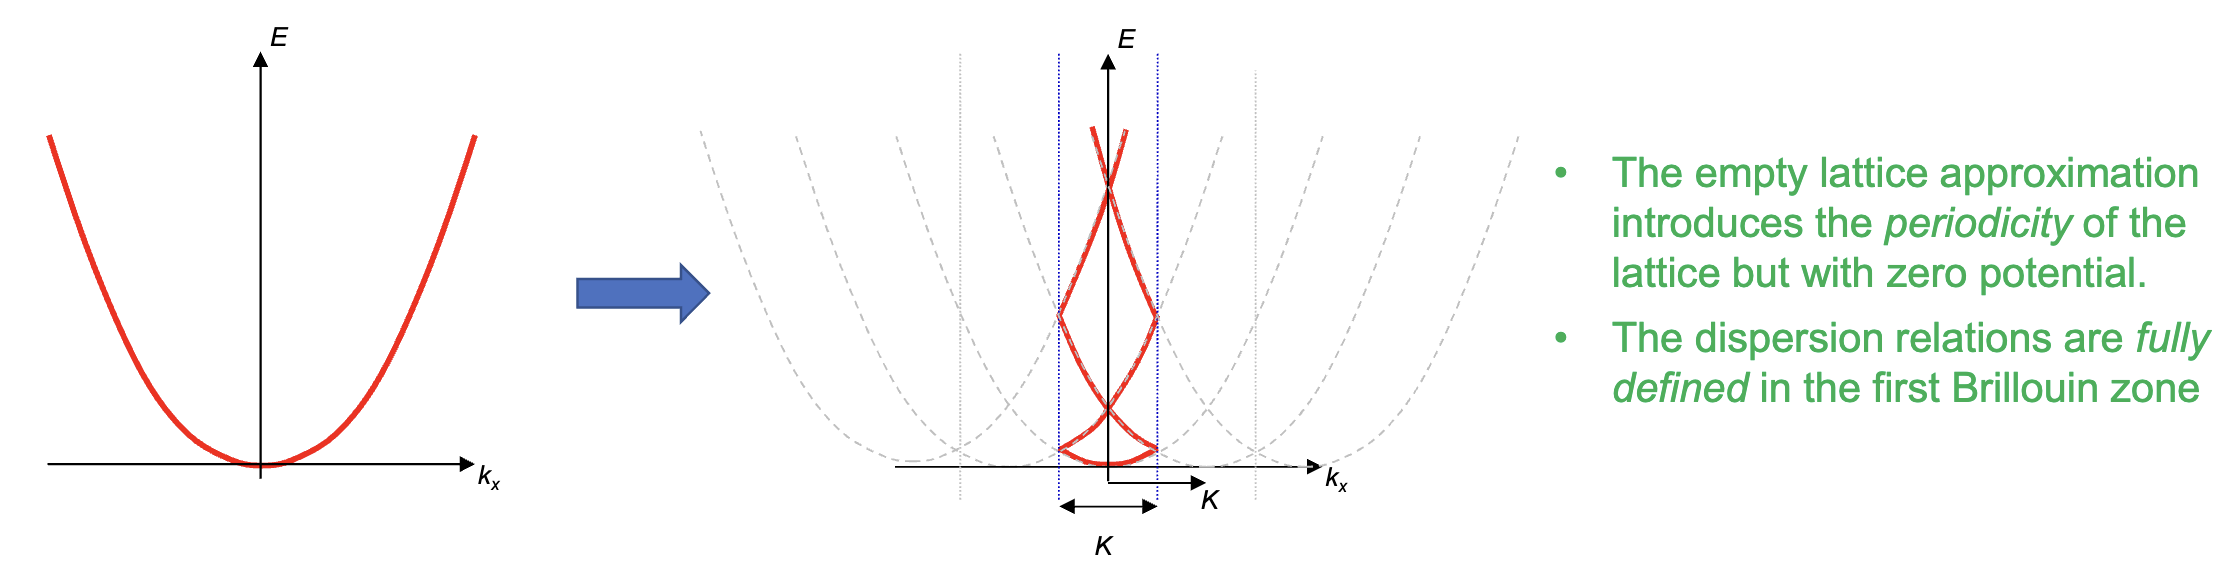 E
k_x
E
k_x
K
K
• The empty lattice approximation
introduces the periodicity of the
lattice but with zero potential.
• The dispersion relations are fully
defined in the first Brillouin zone